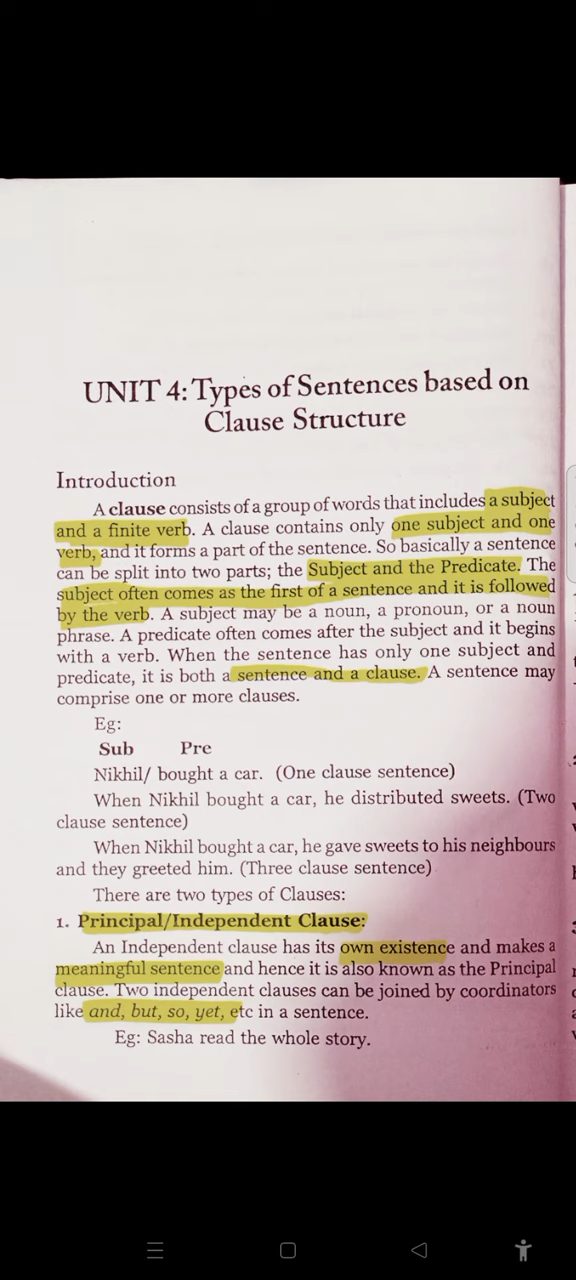 UNIT 4: Types of Sentences based on
Clause Structure
Introduction
A clause consists of a group of words that includes a subject
and a finite verb. A clause contains only one subject and one
verb, and it forms a part of the sentence. So basically a sentence
can be split into two parts; the Subject and the Predicate. The
subject often comes as the first of a sentence and it is followed
by the verb. A subject may be a noun, a pronoun, or a noun
phrase. A predicate often comes after the subject and it begins
with a verb. When the sentence has only one subject and
predicate, it is both a sentence and a clause. A sentence may
comprise one or more clauses.
Eg:
Sub Pre
Nikhil/ bought a car. (One clause sentence)
When Nikhil bought a car, he distributed sweets. (Two
clause sentence)
When Nikhil bought a car, he gave sweets to his neighbours
and they greeted him. (Three clause sentence)
There are two types of Clauses:
1. Principal/Independent Clause:
An Independent clause has its own existence and makes a
meaningful sentence and hence it is also known as the Principal
clause. Two independent clauses can be joined by coordinators
like and, but, so, yet, etc in a sentence.
Eg: Sasha read the whole story.